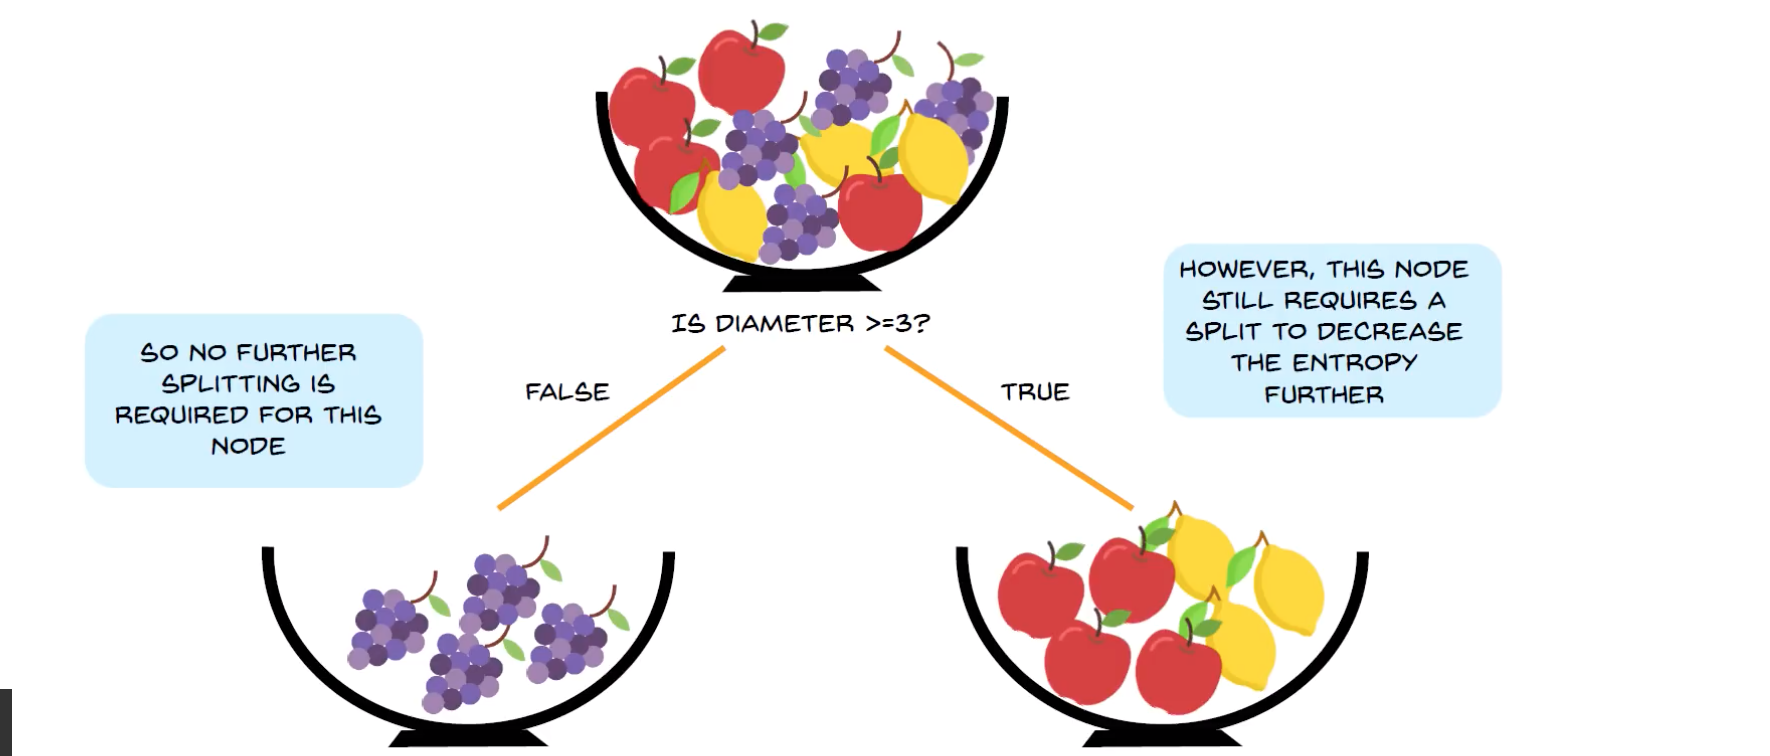 IS DIAMETER >=3?
SO NO FURTHER
SPLITTING IS
REQUIRED FOR THIS
NODE
FALSE
TRUE
HOWEVER, THIS NODE
STILL REQUIRES A
SPLIT TO DECREASE
THE ENTROPY
FURTHER